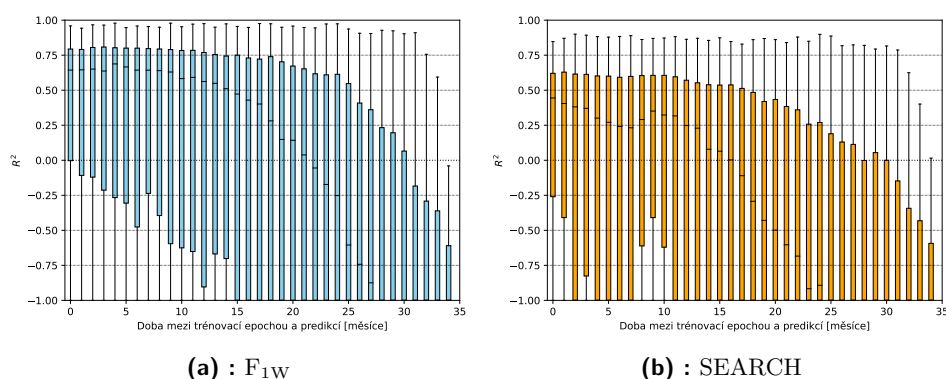 1.00
0.75
0.50
0.25
0.00
−0.25
−0.50
−0.75
−1.00
R²
0 5 10 15 20 25 30 35
Doba mezi trénovací epochou a predikcí [měsíce]
(a) : F₁W
1.00
0.75
0.50
0.25
0.00
−0.25
−0.50
−0.75
−1.00
R²
0 5 10 15 20 25 30 35
Doba mezi trénovací epochou a predikcí [měsíce]
(b) : SEARCH